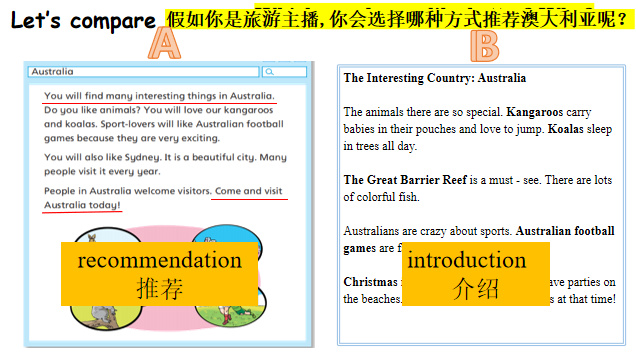 Let's compare 假如你是旅游主播,你会选择哪种方式推荐澳大利亚呢?
A
Australia
You will find many interesting things in Australia.
Do you like animals? You will love our kangaroos
and koalas. Sport-lovers will like Australian football
games because they are very exciting.
You will also like Sydney. It is a beautiful city. Many
people visit it every year.
People in Australia welcome visitors. Come and visit
Australia today!
recommendation
推荐
B
The Interesting Country: Australia
The animals there are so special. Kangaroos carry
babies in their pouches and love to jump. Koalas sleep
in trees all day.
The Great Barrier Reef is a must - see. There are lots
of colorful fish.
Australians are crazy about sports. Australian football
games are
Christmas
ave parties on
the beaches.
s at that time!
introduction
介绍